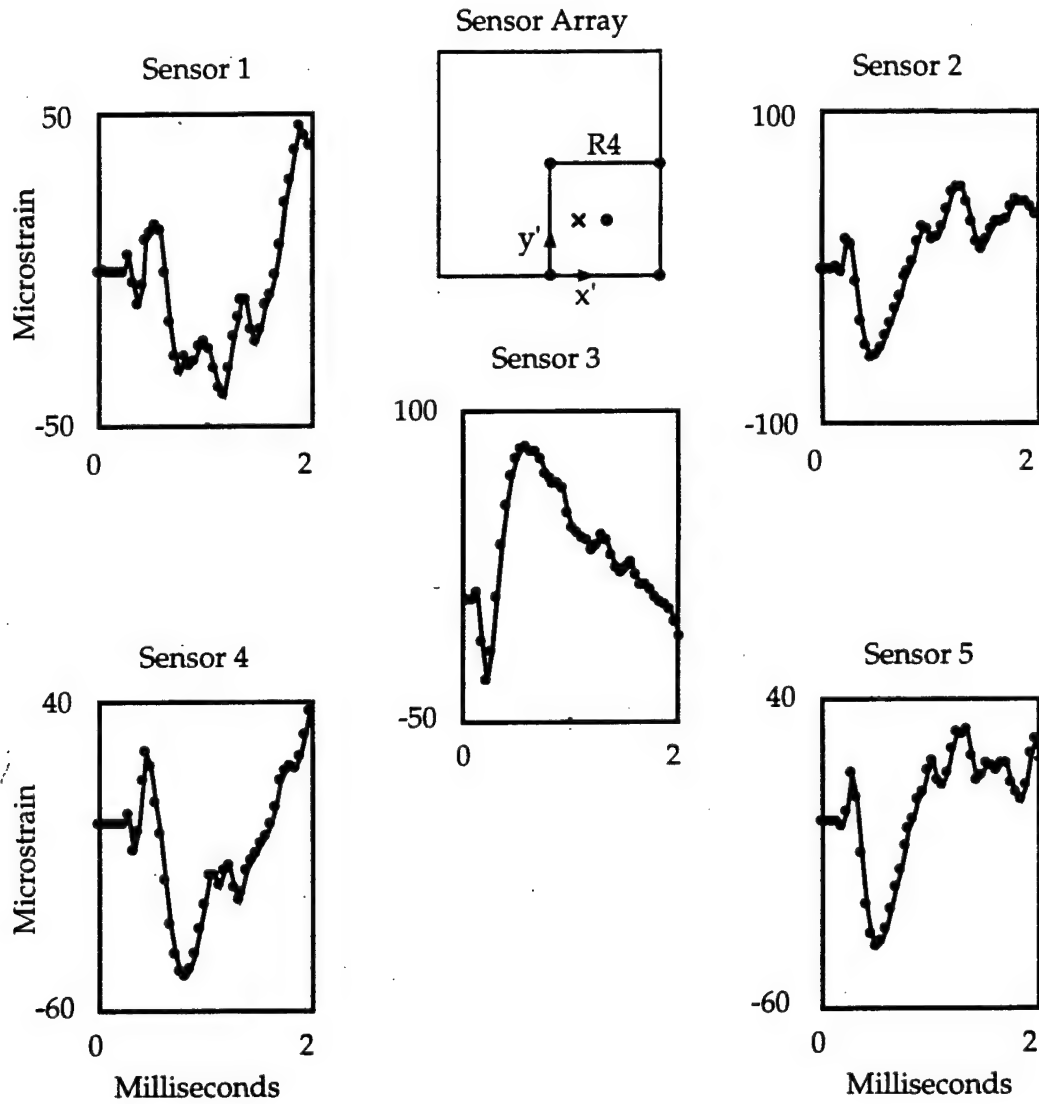 Sensor Array
Sensor 1
Sensor 2
50
Microstrain
-50
0 2
R4
y'
x'
100
-100
0 2
Sensor 3
100
-50
0 2
Sensor 4
40
Microstrain
-60
0 2
Milliseconds
Sensor 5
40
-60
0 2
Milliseconds